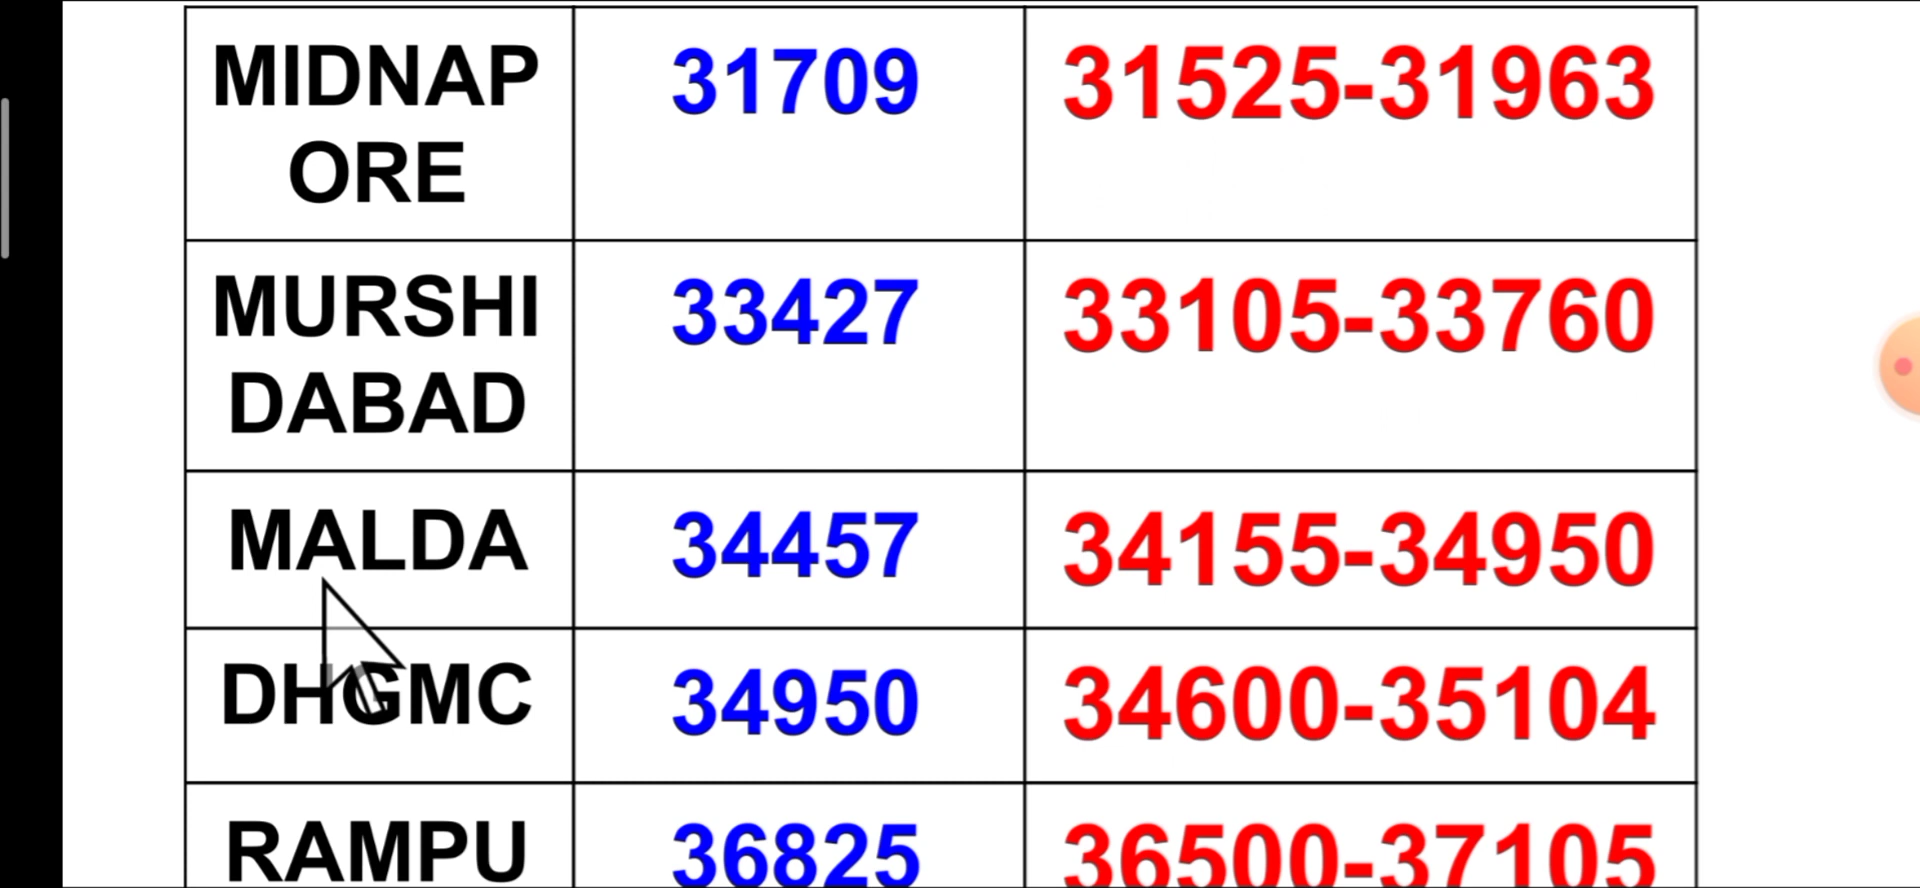 MIDNAP
ORE
31709
31525-31963
MURSHI
DABAD
33427
33105-33760
MALDA
34457
34155-34950
DHGMC
34950
34600-35104
RAMPU
36825
36500-37105